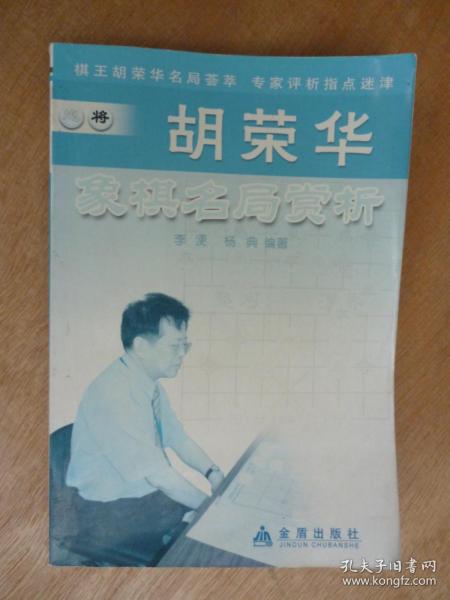 棋王胡荣华名局荟萃 专家评析指点迷津
将
胡荣华
象棋名局赏析
李浭 杨典 编著
金盾出版社
JINDUN CHUBANSHE
孔夫子旧书网
www.kongfz.com